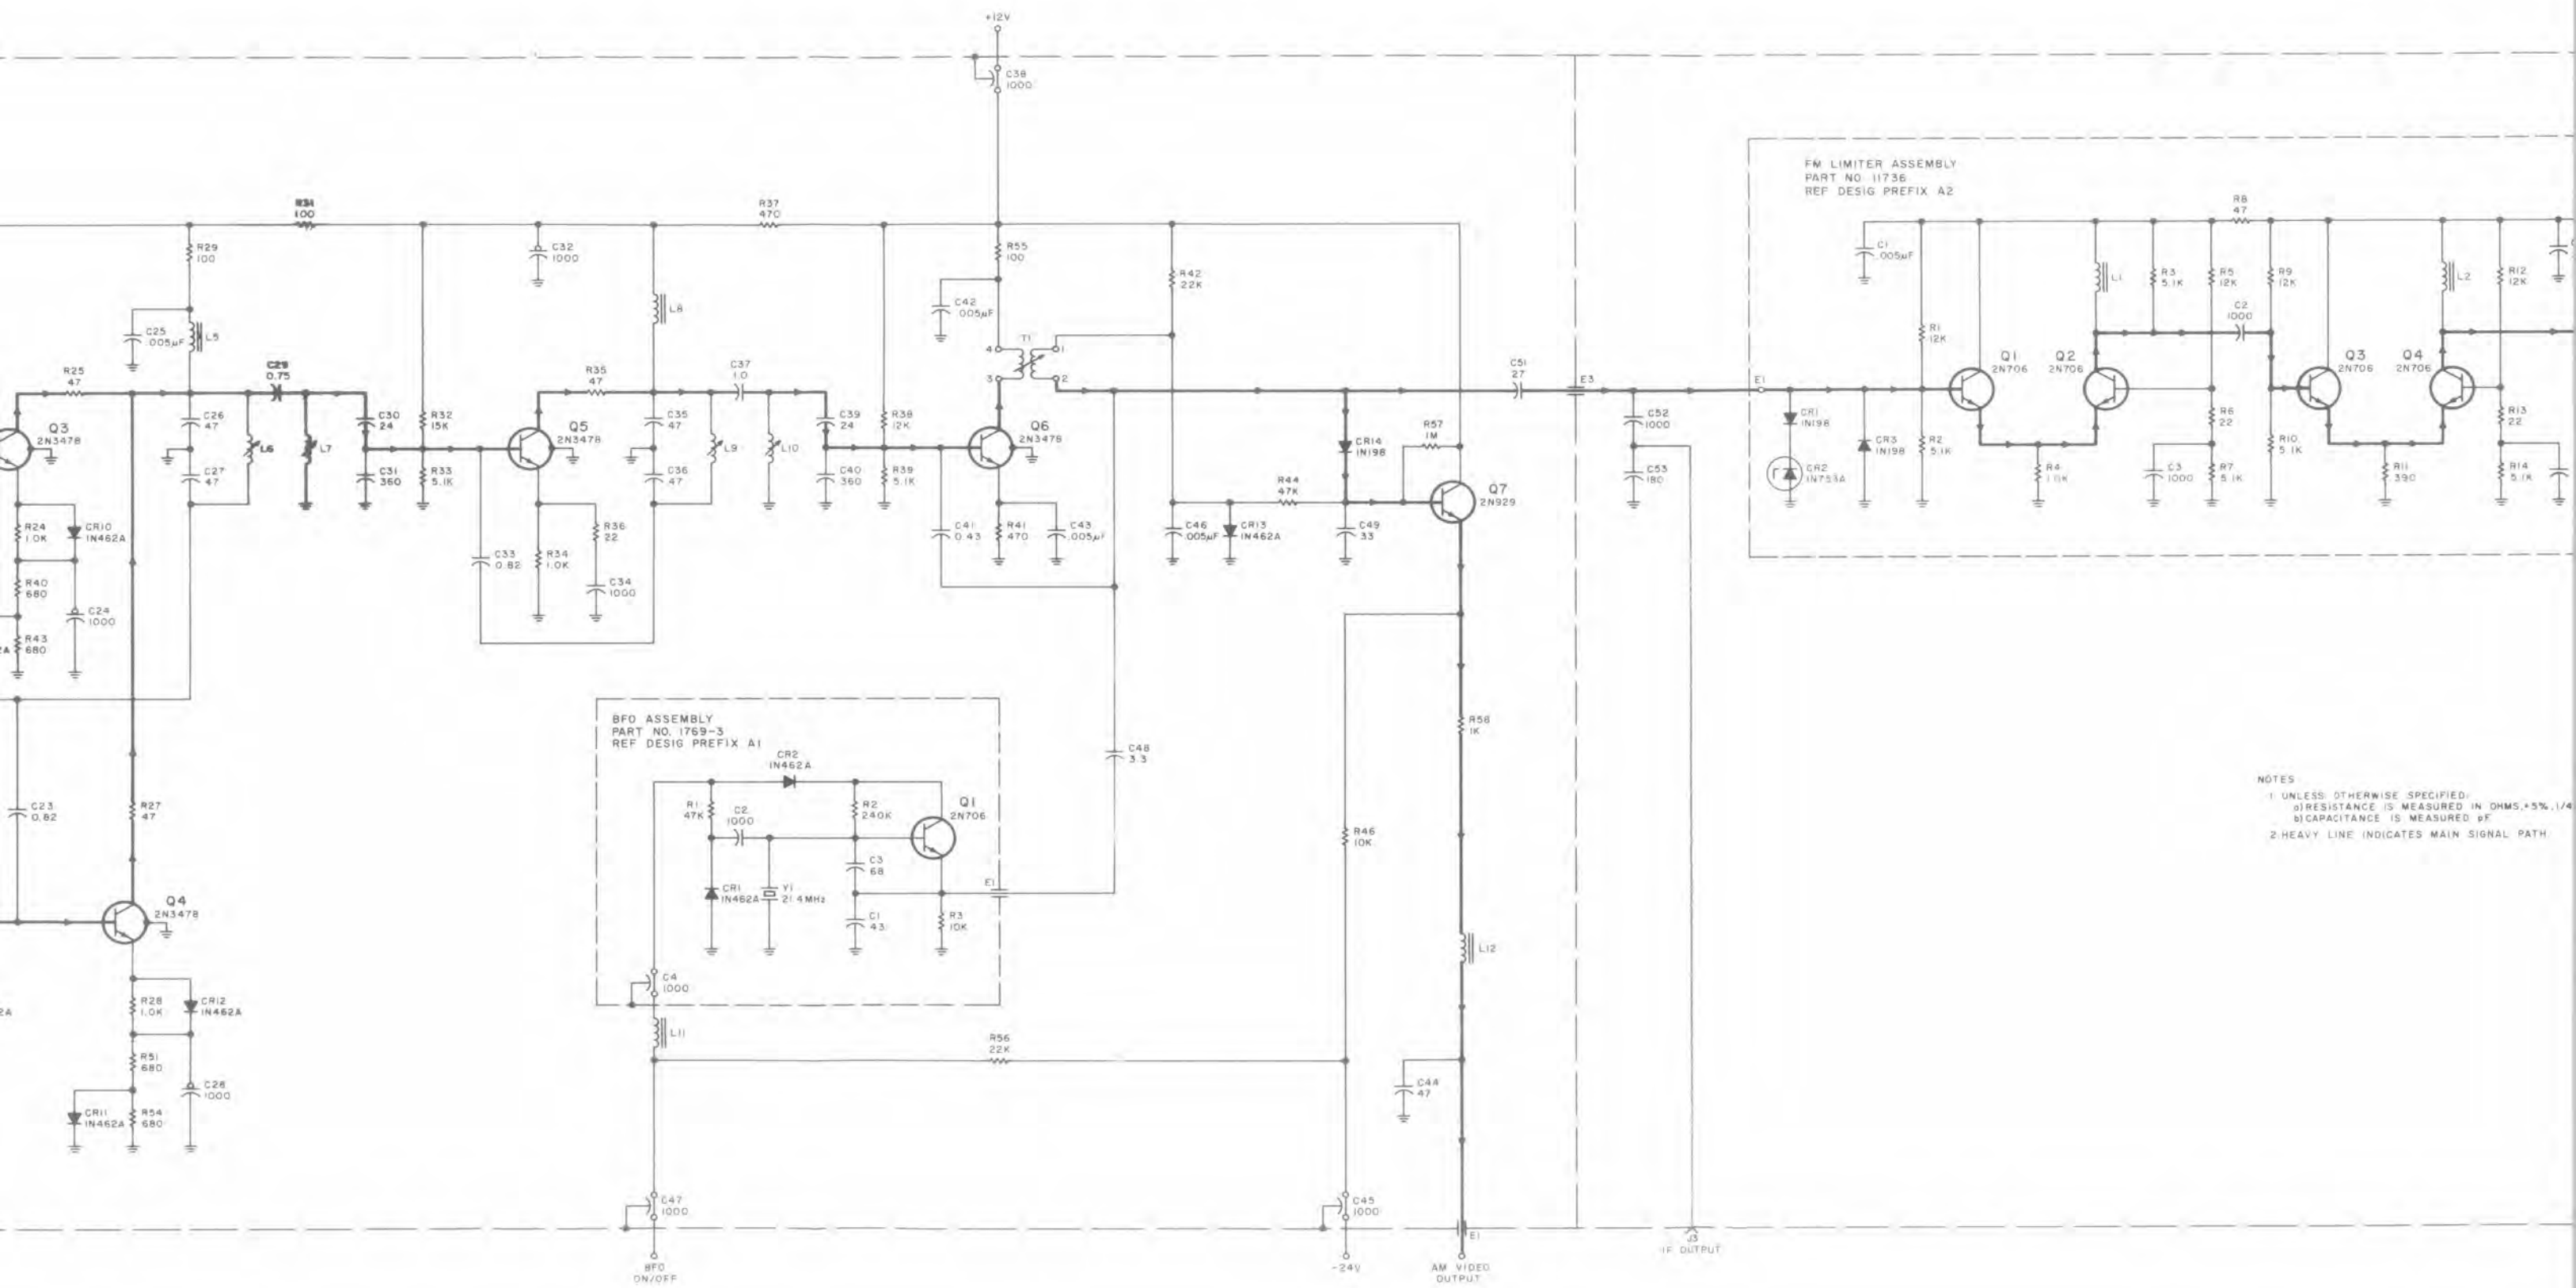 +12V
C38
1000
FM LIMITER ASSEMBLY
PART NO. 11736
REF DESIG PREFIX A2
100
R37
470
R8
47
R29
100
C32
1000
R55
100
R42
22K
C1
.005µF
L1
R3
5.1K
R5
12K
R9
12K
L2
R12
12K
L8
C42
.005µF
C2
1000
C25
.005µF
L5
T1
4
1
3
2
R1
12K
R25
47
C29
0.75
R35
47
C37
1.0
C51
27
E3
E1
Q1
2N706
Q2
2N706
Q3
2N706
Q4
2N706
C26
47
C30
24
R32
15K
C35
47
C39
24
R38
12K
C52
1000
CR1
1N198
R6
22
R13
22
Q3
2N3478
L6
L7
Q5
2N3478
L9
L10
Q6
2N3478
R57
1M
CR14
1N198
CR3
1N198
R2
5.1K
R10
5.1K
C27
47
C31
360
R33
5.1K
C36
47
C40
360
R39
5.1K
R44
47K
Q7
2N929
C53
180
CR2
1N753A
R4
C3
1000
R7
5.1K
R11
390
R14
5.1K
R24
1.0K
CR10
1N462A
R36
22
C41
0.43
R41
470
C43
.005µF
C46
.005µF
CR13
1N462A
C49
33
C33
0.82
R34
1.0K
R40
680
C34
1000
C24
1000
R43
680
2A
BFO ASSEMBLY
PART NO. 1769-3
REF DESIG PREFIX A1
R58
1K
CR2
1N462A
C48
3.3
NOTES
1. UNLESS OTHERWISE SPECIFIED:
a) RESISTANCE IS MEASURED IN OHMS, ±5%, 1/4
b) CAPACITANCE IS MEASURED pF
2. HEAVY LINE INDICATES MAIN SIGNAL PATH.
C23
0.82
R27
47
R1
47K
C2
1000
R2
240K
Q1
2N706
R46
10K
C3
68
CR1
1N462A
Y1
21.4MHz
E1
Q4
2N3478
C1
43
R3
10K
L12
C4
1000
2A
R28
1.0K
CR12
1N462A
L11
R56
22K
R51
680
C28
1000
C44
47
CR11
1N462A
R54
680
C47
1000
C45
1000
E1
J3
IF OUTPUT
BFO
ON/OFF
-24V
AM VIDEO
OUTPUT